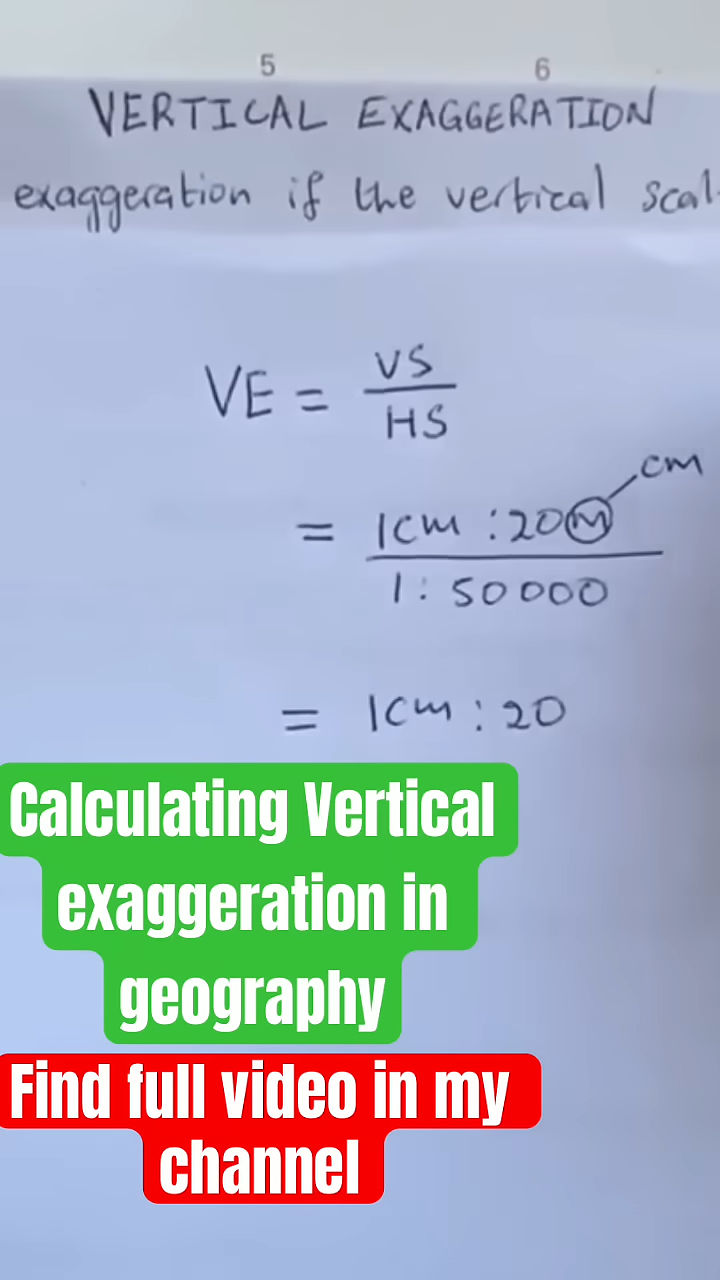 5 6
VERTICAL EXAGGERATION
exaggeration if the vertical scal
VE = VS
HS
cm
= 1cm : 20 M
1 : 50000
= 1cm : 20
Calculating Vertical
exaggeration in
geography
Find full video in my
channel